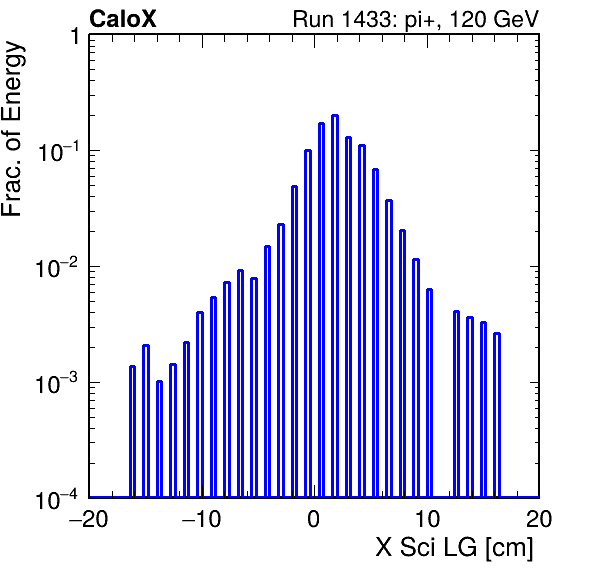 CaloX Run 1433: pi+, 120 GeV
Frac. of Energy
1
10⁻¹
10⁻²
10⁻³
10⁻⁴
−20 −10 0 10 20
X Sci LG [cm]